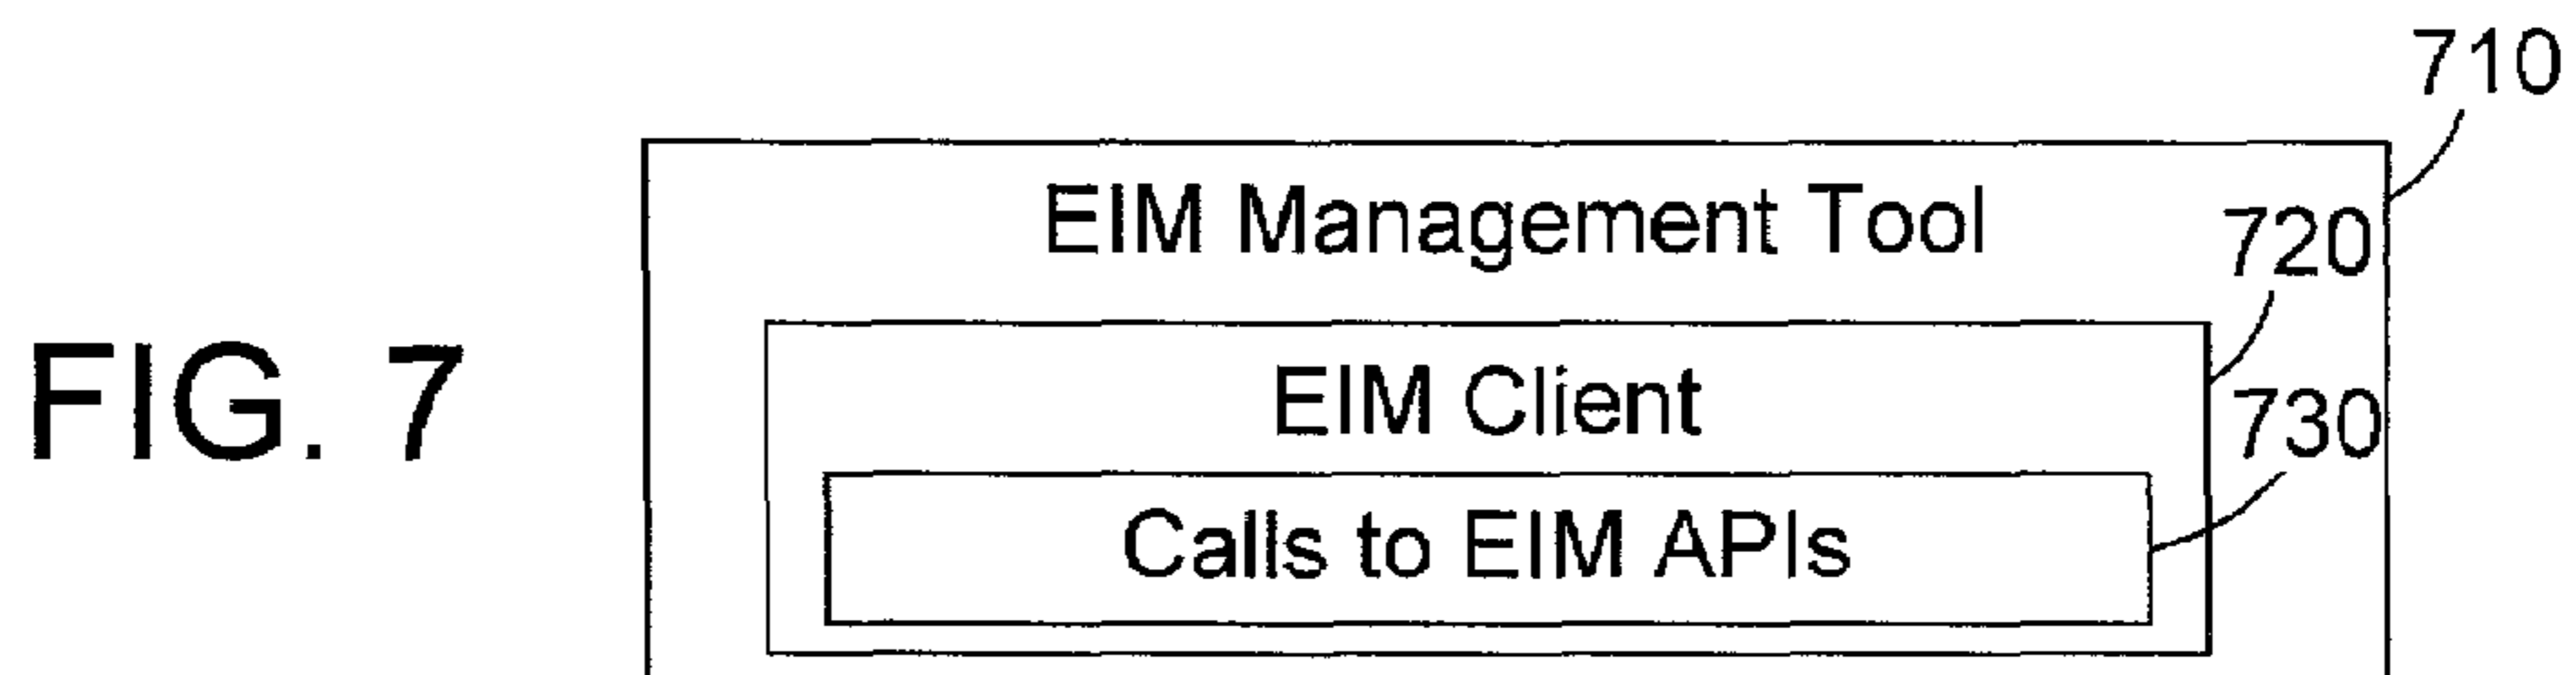 710
EIM Management Tool
720
FIG. 7
EIM Client
730
Calls to EIM APIs